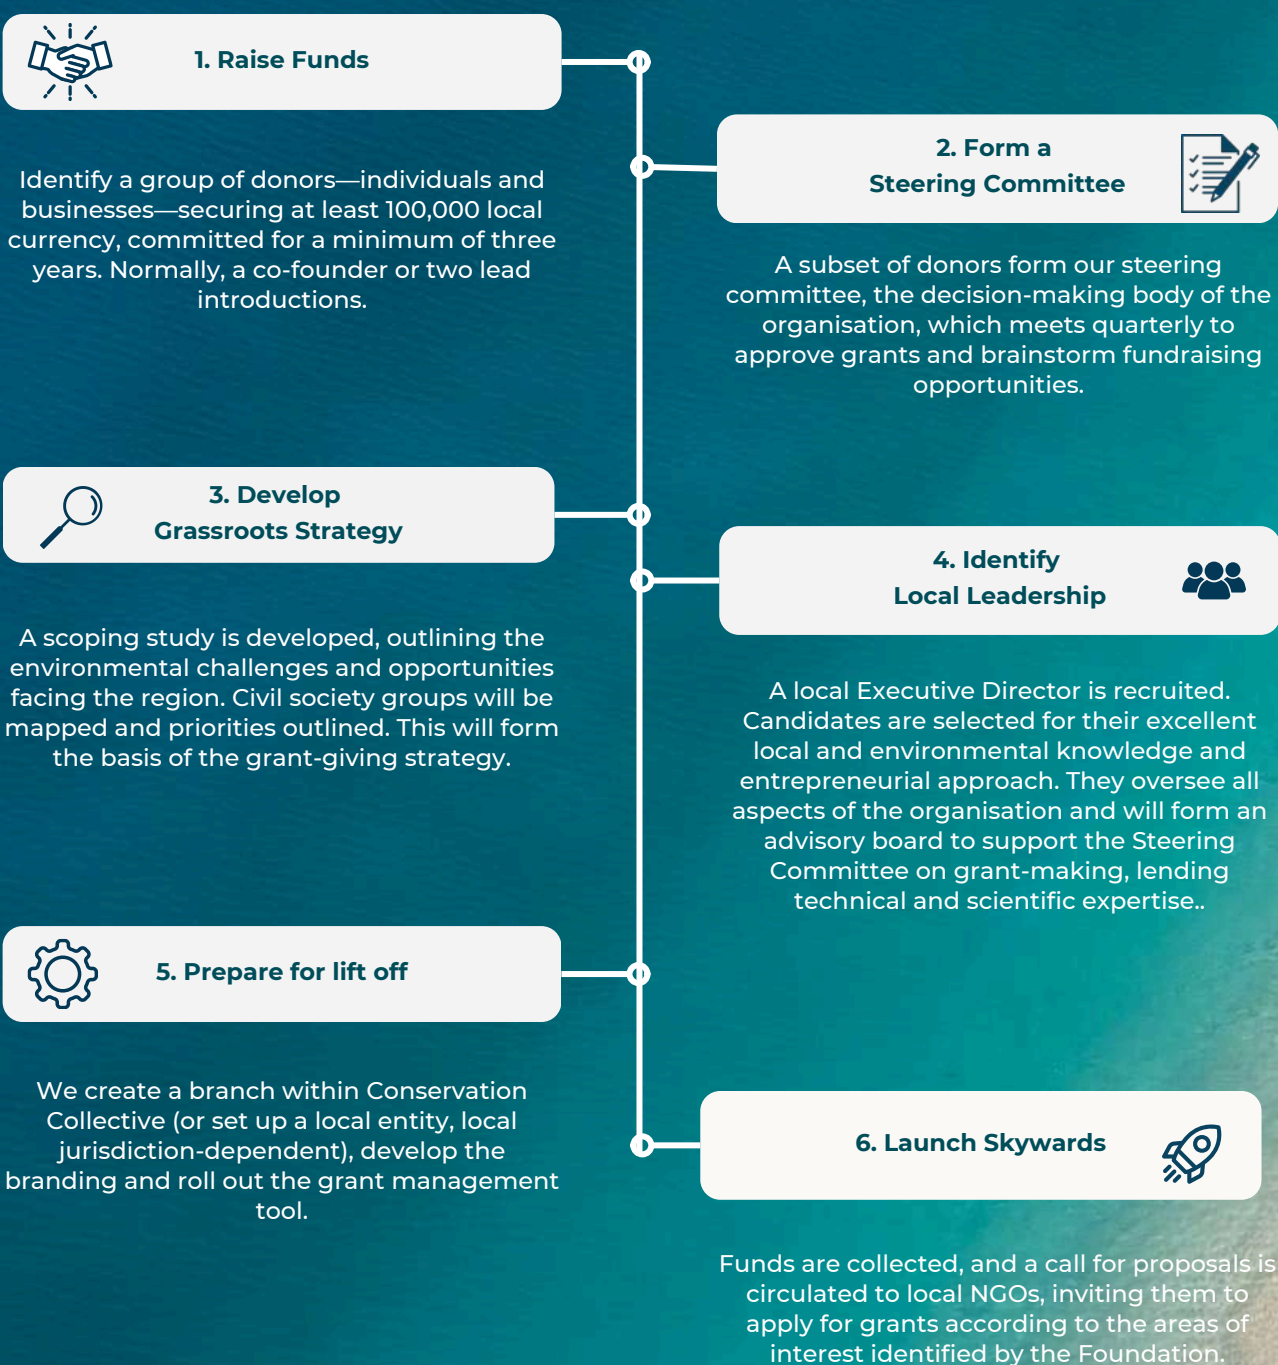 1. Raise Funds
Identify a group of donors—individuals and
businesses—securing at least 100,000 local
currency, committed for a minimum of three
years. Normally, a co-founder or two lead
introductions.
2. Form a
Steering Committee
A subset of donors form our steering
committee, the decision-making body of the
organisation, which meets quarterly to
approve grants and brainstorm fundraising
opportunities.
3. Develop
Grassroots Strategy
A scoping study is developed, outlining the
environmental challenges and opportunities
facing the region. Civil society groups will be
mapped and priorities outlined. This will form
the basis of the grant-giving strategy.
4. Identify
Local Leadership
A local Executive Director is recruited.
Candidates are selected for their excellent
local and environmental knowledge and
entrepreneurial approach. They oversee all
aspects of the organisation and will form an
advisory board to support the Steering
Committee on grant-making, lending
technical and scientific expertise..
5. Prepare for lift off
We create a branch within Conservation
Collective (or set up a local entity, local
jurisdiction-dependent), develop the
branding and roll out the grant management
tool.
6. Launch Skywards
Funds are collected, and a call for proposals is
circulated to local NGOs, inviting them to
apply for grants according to the areas of
interest identified by the Foundation.